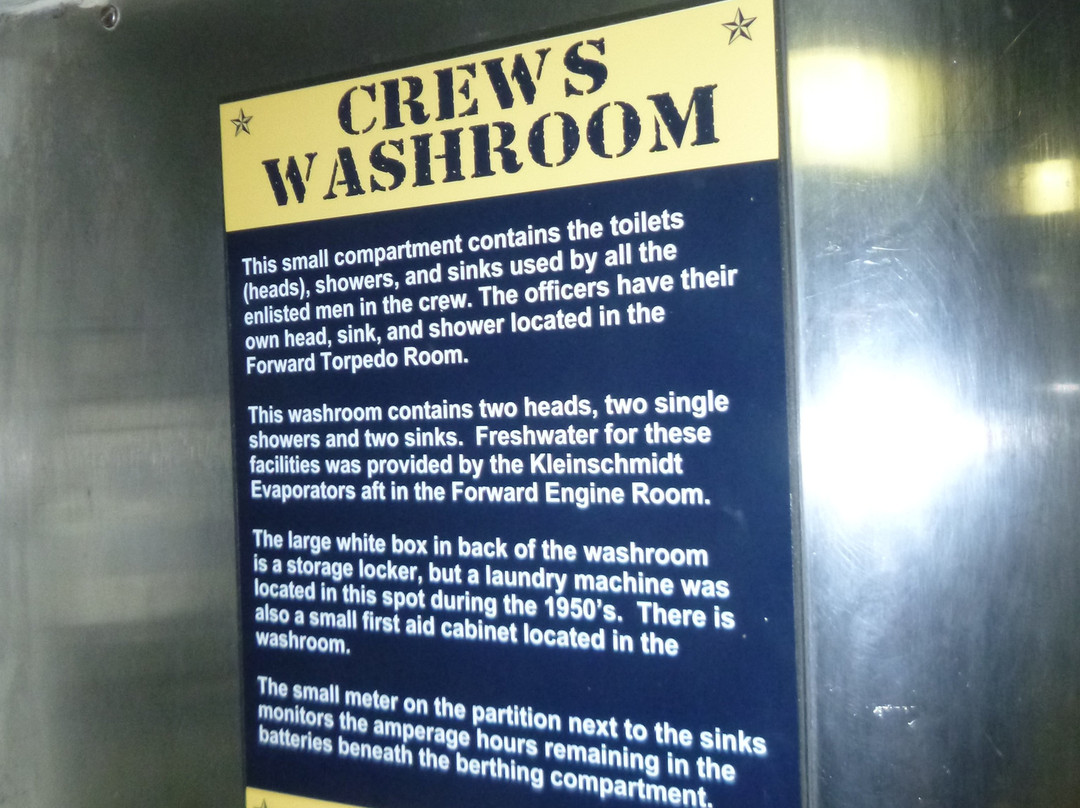 CREWS
WASHROOM
This small compartment contains the toilets
(heads), showers, and sinks used by all the
enlisted men in the crew. The officers have their
own head, sink, and shower located in the
Forward Torpedo Room.
This washroom contains two heads, two single
showers and two sinks. Freshwater for these
facilities was provided by the Kleinschmidt
Evaporators aft in the Forward Engine Room.
The large white box in back of the washroom
is a storage locker, but a laundry machine was
located in this spot during the 1950's. There is
also a small first aid cabinet located in the
washroom.
The small meter on the partition next to the sinks
monitors the amperage hours remaining in the
batteries beneath the berthing compartment.